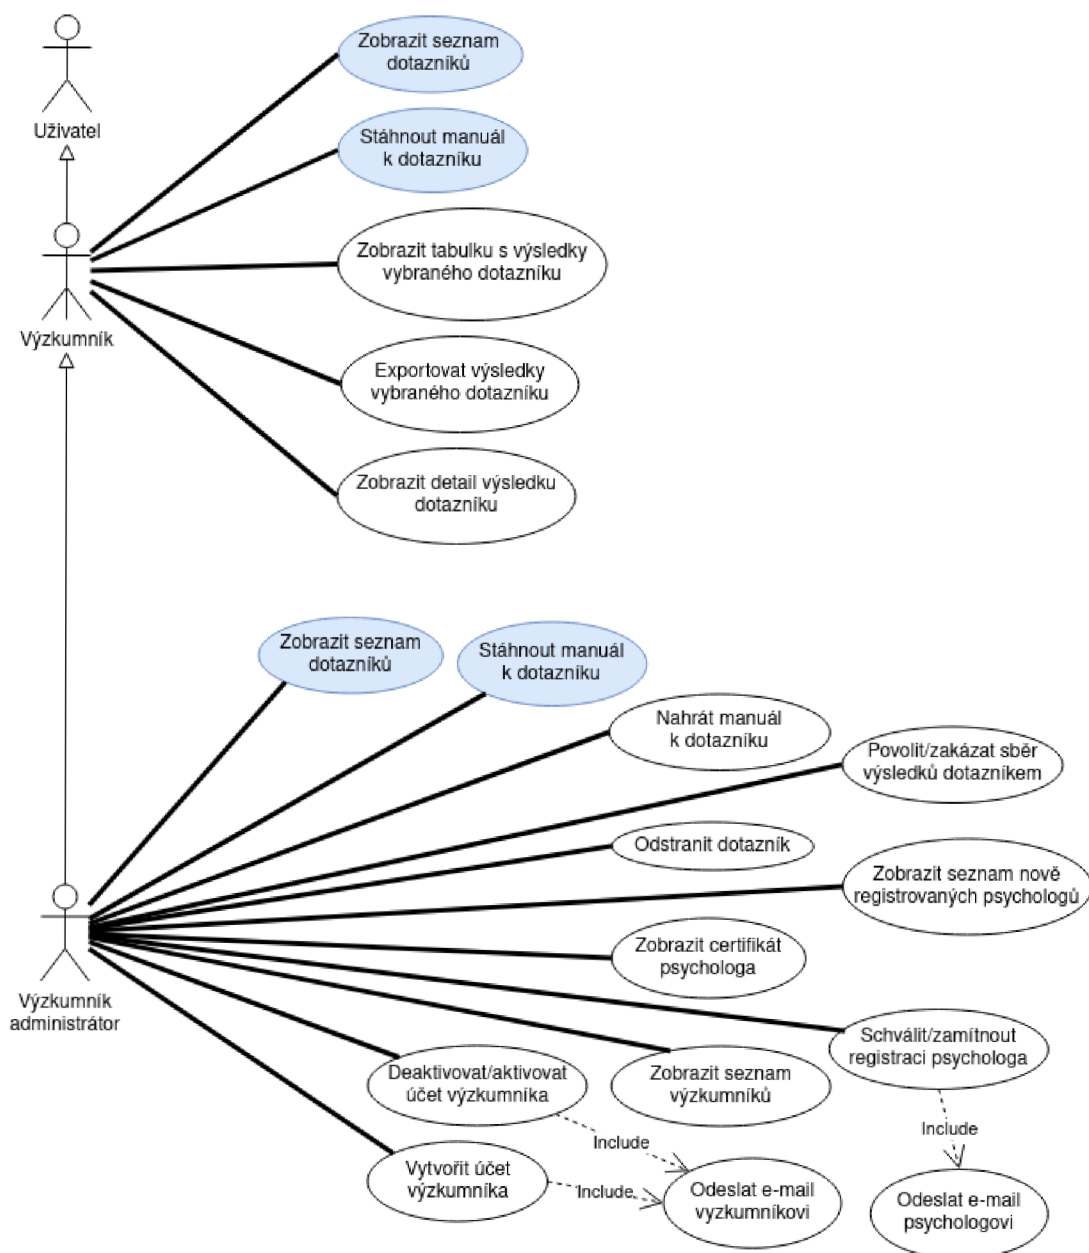 Uživatel
Zobrazit seznam
dotazníků
Stáhnout manuál
k dotazníku
Výzkumník
Zobrazit tabulku s výsledky
vybraného dotazníku
Exportovat výsledky
vybraného dotazníku
Zobrazit detail výsledku
dotazníku
Zobrazit seznam
dotazníků
Stáhnout manuál
k dotazníku
Nahrát manuál
k dotazníku
Povolit/zakázat sběr
výsledků dotazníkem
Odstranit dotazník
Zobrazit seznam nově
registrovaných psychologů
Zobrazit certifikát
psychologa
Výzkumník
administrátor
Schválit/zamítnout
registraci psychologa
Deaktivovat/aktivovat
účet výzkumníka
Zobrazit seznam
výzkumníků
Include
Include
Vytvořit účet
výzkumníka
Include
Odeslat e-mail
vyzkumníkovi
Odeslat e-mail
psychologovi